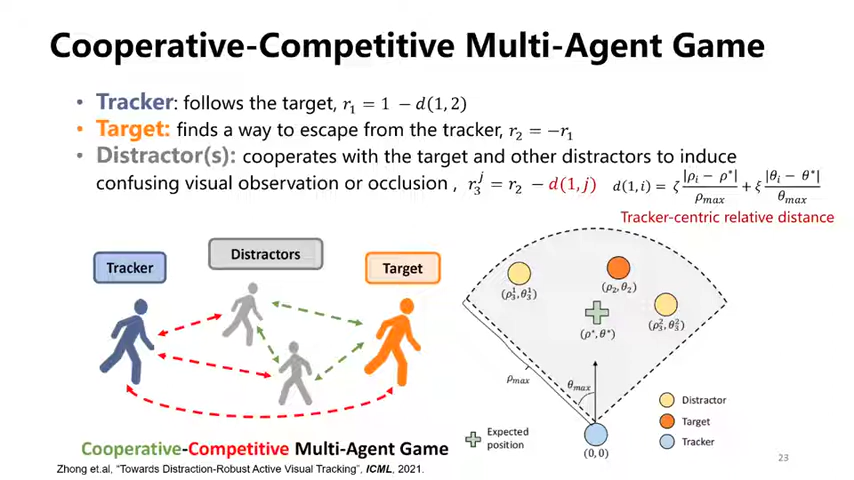 Cooperative-Competitive Multi-Agent Game
• Tracker: follows the target, r₁ = 1 − d(1,2)
• Target: finds a way to escape from the tracker, r₂ = −r₁
• Distractor(s): cooperates with the target and other distractors to induce
confusing visual observation or occlusion , r₃ʲ = r₂ − d(1,j) d(1,i) = ζ |ρᵢ − ρ*| / ρₘₐₓ + ξ |θᵢ − θ*| / θₘₐₓ
Tracker-centric relative distance
Tracker
Distractors
Target
(ρ₃¹,θ₃¹)
(ρ₂,θ₂)
(ρ₃²,θ₃²)
(ρ*,θ*)
ρₘₐₓ
θₘₐₓ
(0,0)
Expected
position
Distractor
Target
Tracker
Cooperative-Competitive Multi-Agent Game
Zhong et.al, “Towards Distraction-Robust Active Visual Tracking”, ICML, 2021.
23